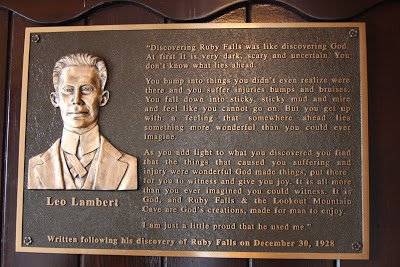 "Discovering Ruby Falls was like discovering God.
At first it is very dark, scary and uncertain. You
don't know what lies ahead.
You bump into things you didn't even realize were
there and you suffer injuries bumps and bruises.
You fall down into sticky, sticky mud and mire
and feel like you cannot go on. But you get up
with a feeling that somewhere ahead lies
something more wonderful than you could ever
imagine.
As you add light to what you discovered you find
that the things that caused you suffering and
injury were wonderful God made things, put there
for you to witness and give you joy. It is all more
than you ever imagined you could witness. It is
God, and Ruby Falls & the Lookout Mountain
Cave are God's creations, made for man to enjoy.
I am just a little proud that he used me."
Leo Lambert
Written following his discovery of Ruby Falls on December 30, 1928